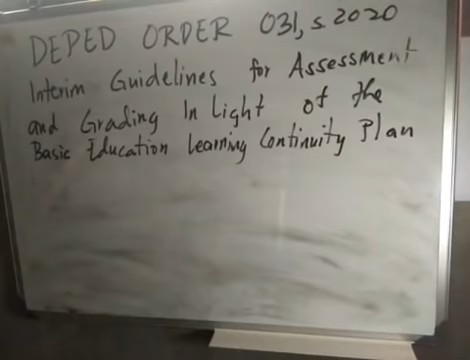 DEPED ORDER 031, s 2020
Interim Guidelines for Assessment
and Grading In Light of the
Basic Education Learning Continuity Plan